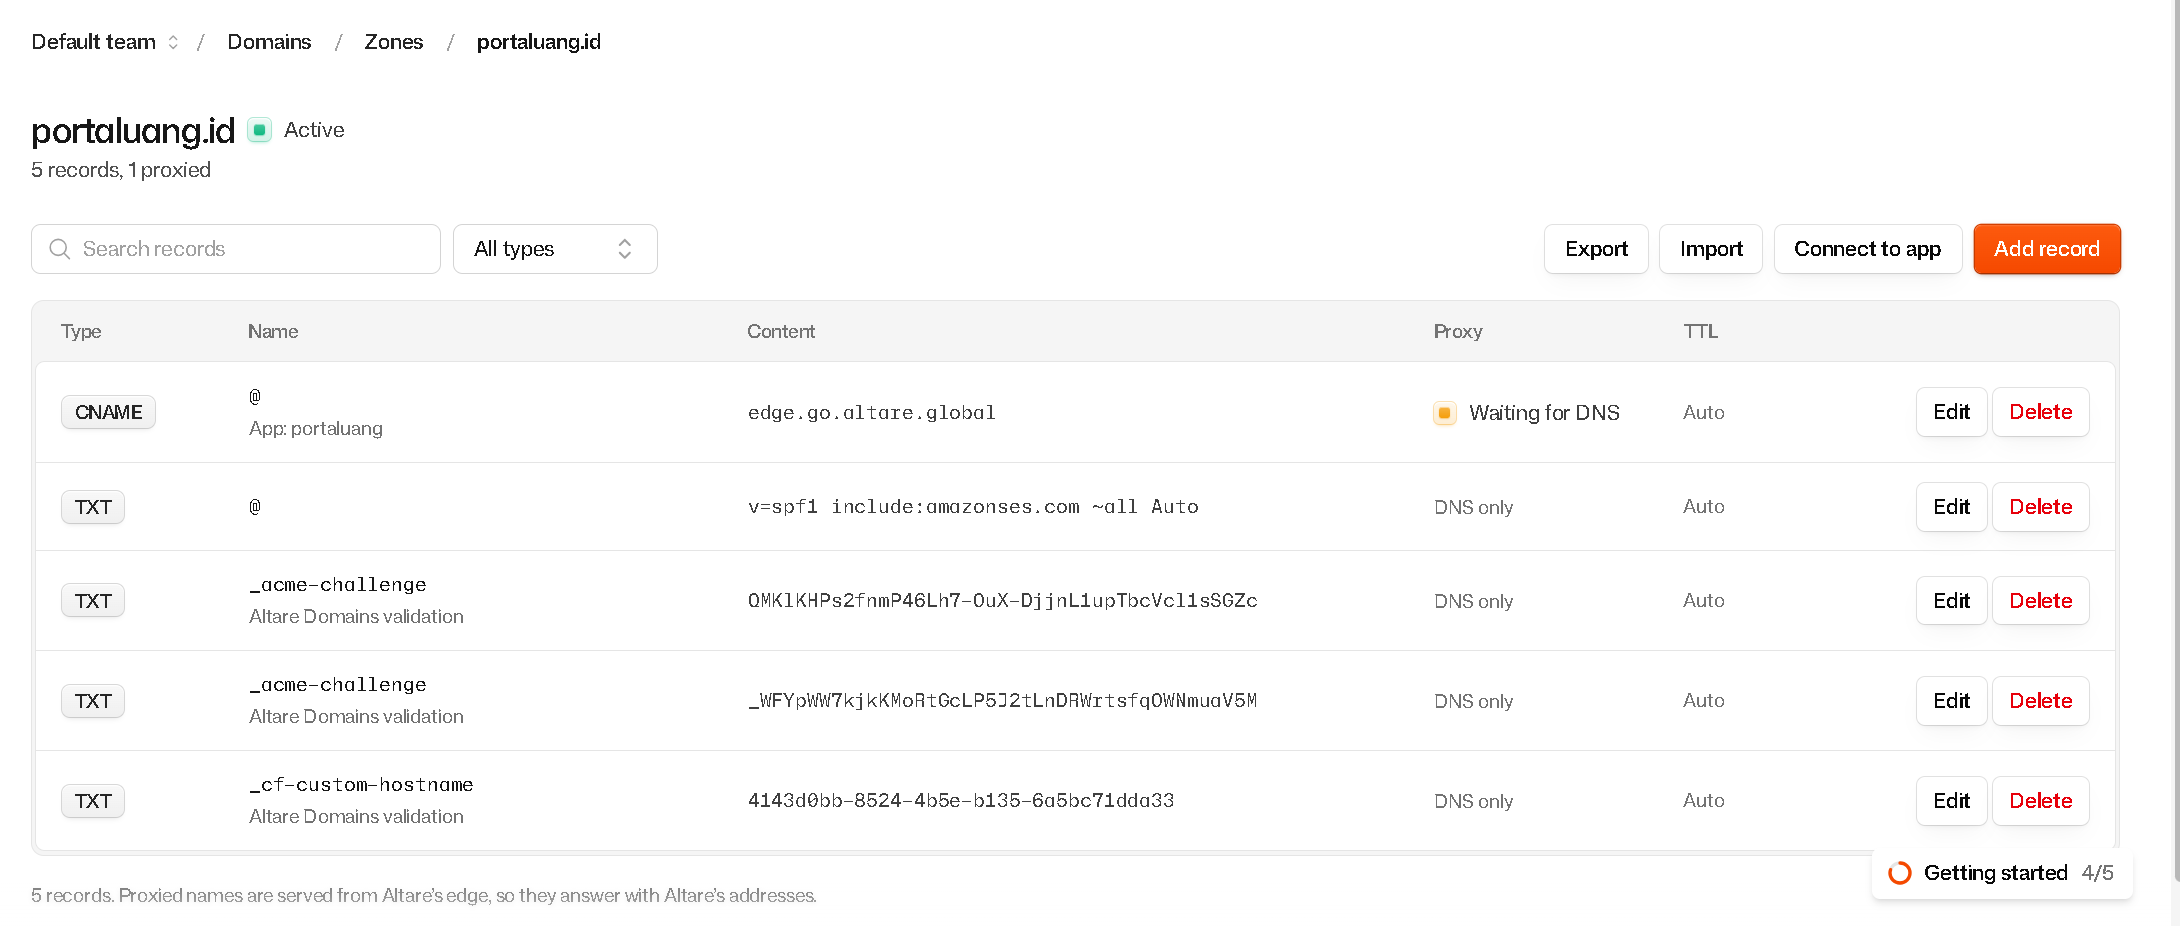 Default team / Domains / Zones / portaluang.id
portaluang.id Active
5 records, 1 proxied
Search records All types Export Import Connect to app Add record
Type Name Content Proxy TTL
CNAME @ edge.go.altare.global Waiting for DNS Auto Edit Delete
App: portaluang
TXT @ v=spf1 include:amazonses.com ~all Auto DNS only Auto Edit Delete
_acme-challenge
TXT QMKlKHPs2fnmP46Lh7-OuX-DjjnL1upTbcVcl1sSGZc DNS only Auto Edit Delete
Altare Domains validation
_acme-challenge
TXT _WFYpWW7kjkKMoRtGcLP5J2tLnDRWrtsfqOWNmuaV5M DNS only Auto Edit Delete
Altare Domains validation
_cf-custom-hostname
TXT 4143d0bb-8524-4b5e-b135-6a5bc71dda33 DNS only Auto Edit Delete
Altare Domains validation
Getting started 4/5
5 records. Proxied names are served from Altare's edge, so they answer with Altare's addresses.